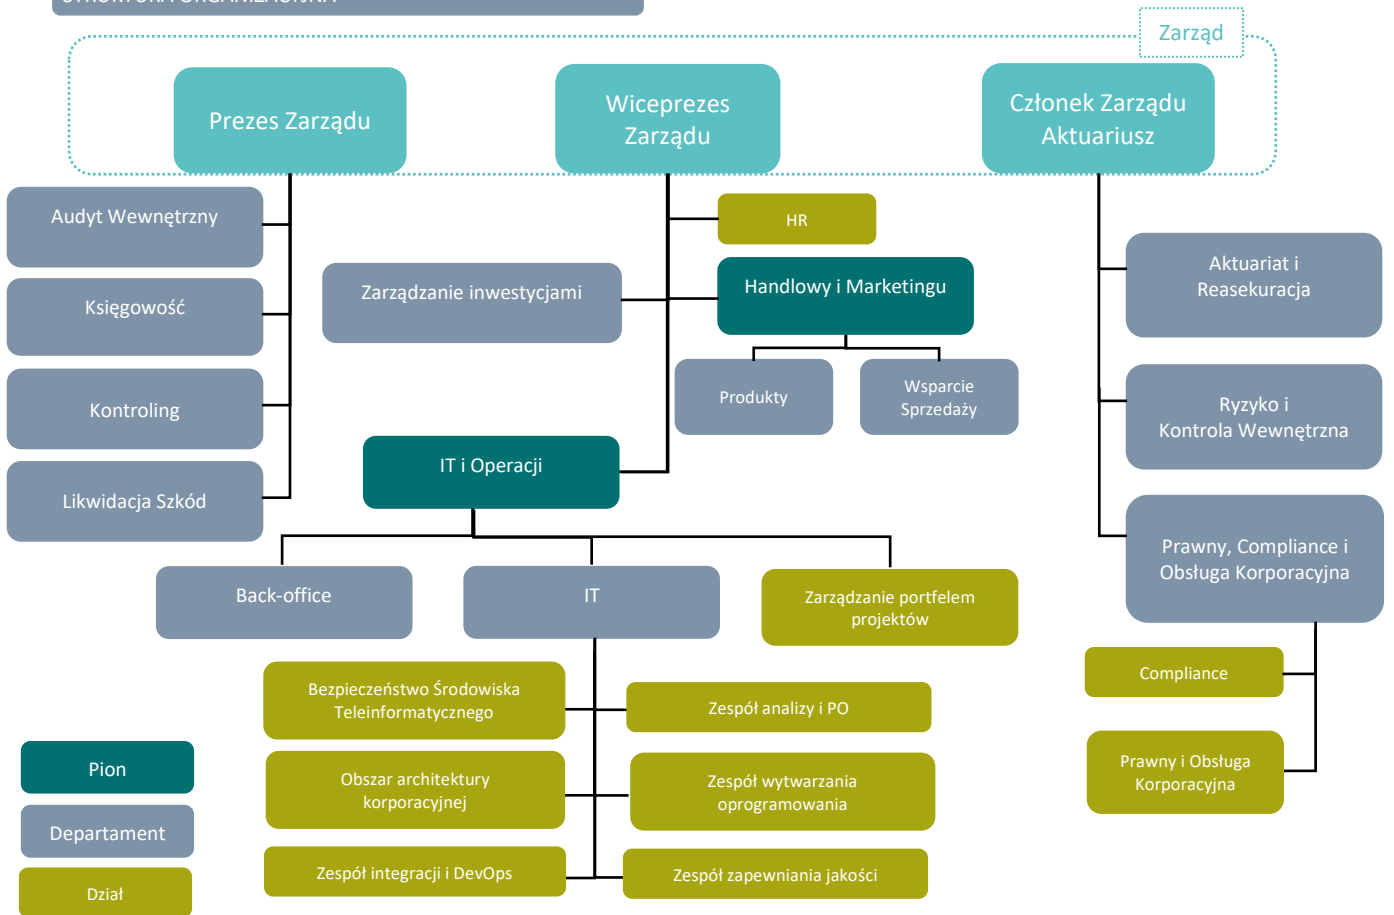 STRUKTURA ORGANIZACYJNA
Zarząd
Prezes Zarządu
Wiceprezes
Zarządu
Członek Zarządu
Aktuariusz
Audyt Wewnętrzny
HR
Aktuariat i
Reasekuracja
Księgowość
Zarządzanie inwestycjami
Handlowy i Marketingu
Kontroling
Produkty
Wsparcie
Sprzedaży
Ryzyko i
Kontrola Wewnętrzna
Likwidacja Szkód
IT i Operacji
Prawny, Compliance i
Obsługa Korporacyjna
Back-office
IT
Zarządzanie portfelem
projektów
Bezpieczeństwo Środowiska
Teleinformatycznego
Zespół analizy i PO
Compliance
Obszar architektury
korporacyjnej
Zespół wytwarzania
oprogramowania
Prawny i Obsługa
Korporacyjna
Zespół integracji i DevOps
Zespół zapewniania jakości
Pion
Departament
Dział